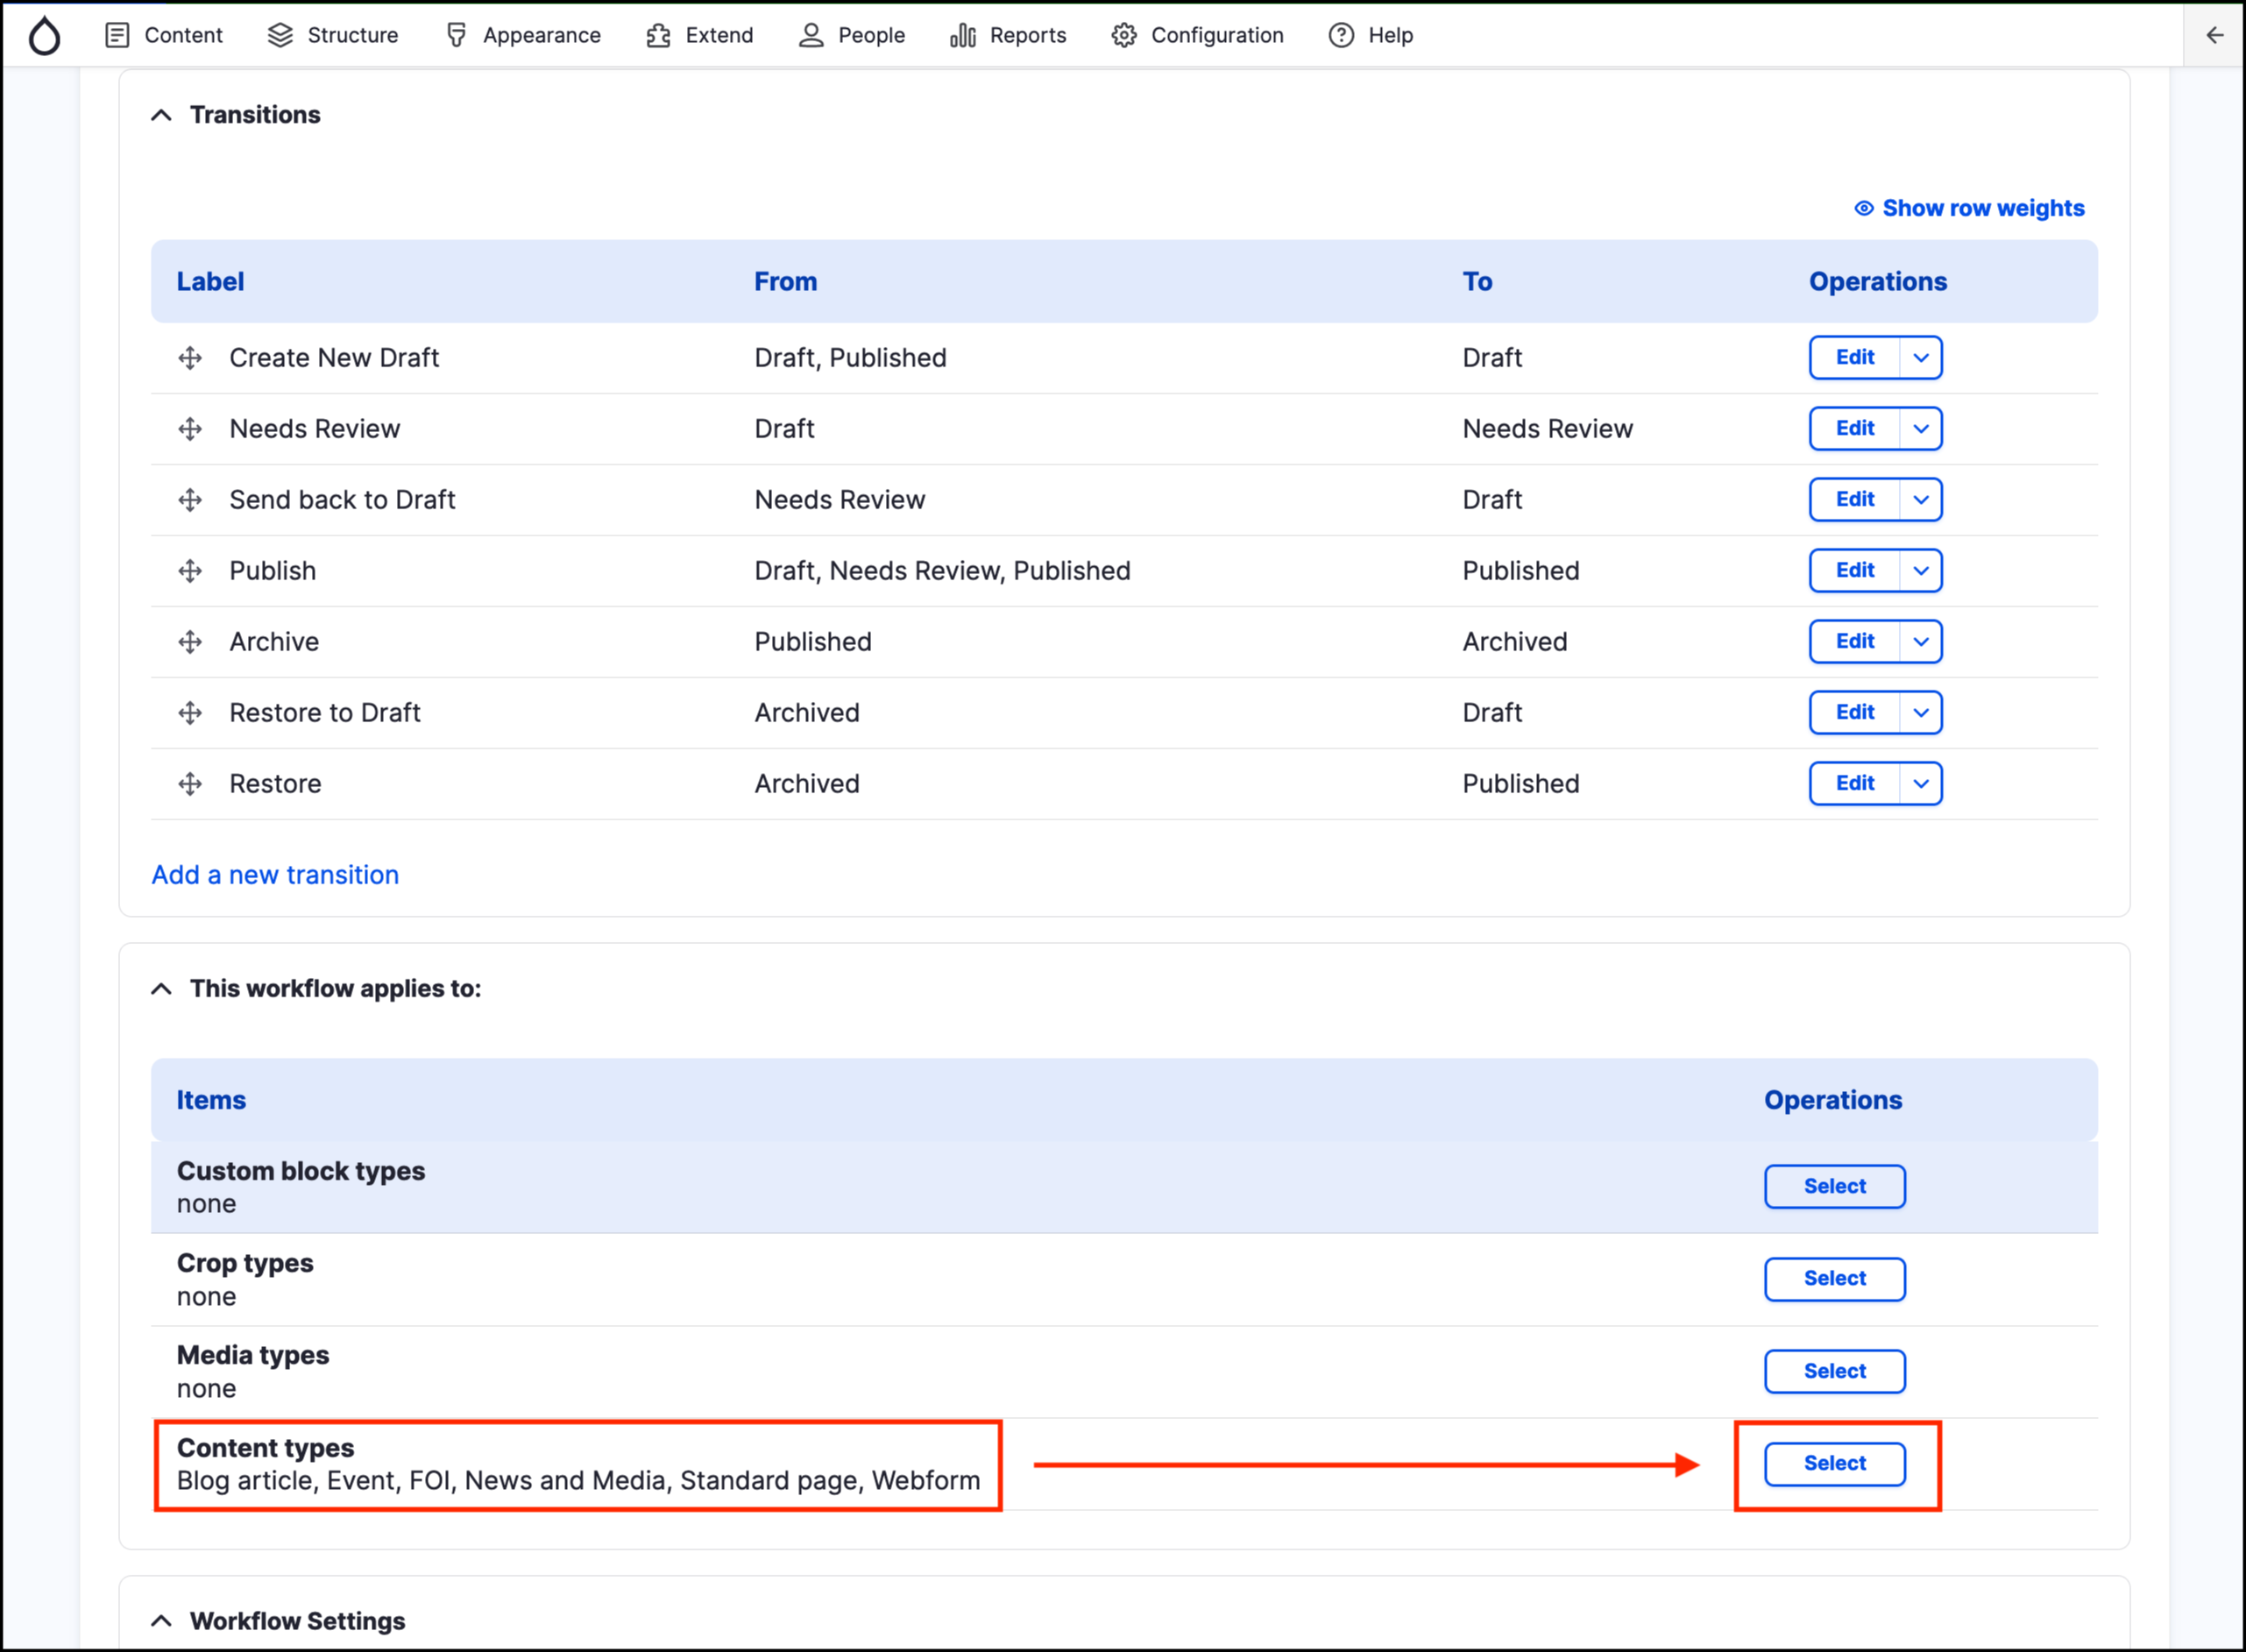 Content Structure Appearance Extend People Reports Configuration Help
Transitions
Show row weights
Label From To Operations
Create New Draft Draft, Published Draft Edit
Needs Review Draft Needs Review Edit
Send back to Draft Needs Review Draft Edit
Publish Draft, Needs Review, Published Published Edit
Archive Published Archived Edit
Restore to Draft Archived Draft Edit
Restore Archived Published Edit
Add a new transition
This workflow applies to:
Items Operations
Custom block types
none
Select
Crop types
none
Select
Media types
none
Select
Content types
Blog article, Event, FOI, News and Media, Standard page, Webform
Select
Workflow Settings